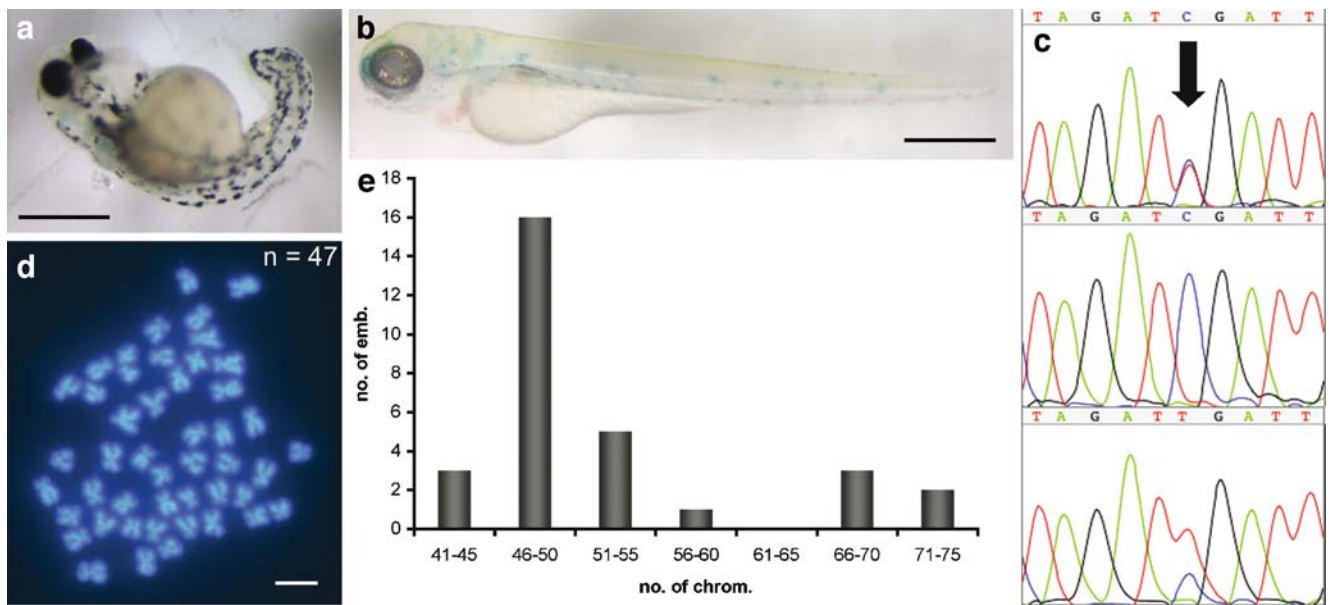 a
b
c
T A G A T C G A T T
T A G A T C G A T T
T A G A T T G A T T
d
n = 47
e
18
16
14
12
10
8
6
4
2
0
no. of emb.
41-45 46-50 51-55 56-60 61-65 66-70 71-75
no. of chrom.